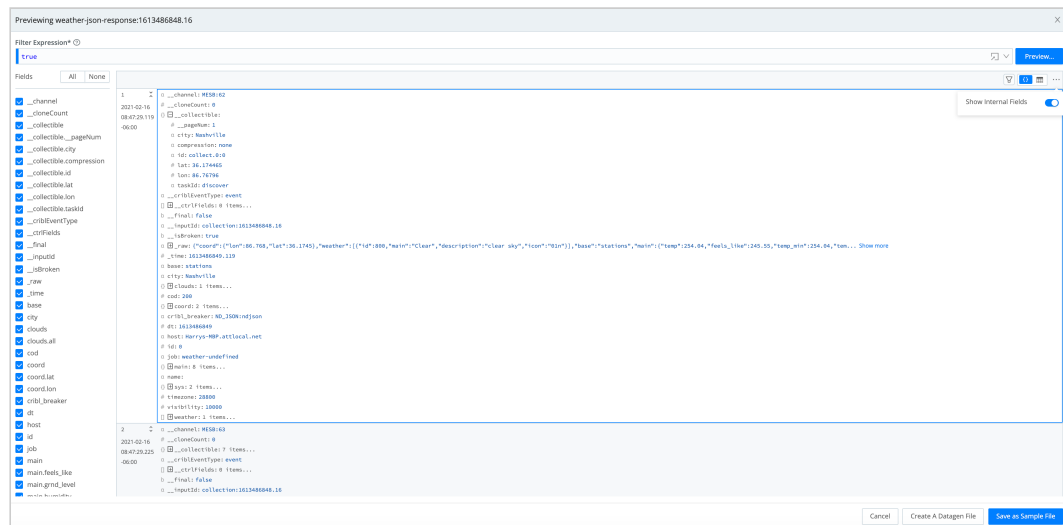 Previewing weather-json-response:1613486848.16
Filter Expression*
true
Preview...
Fields
All None
Show Internal Fields
__channel
__cloneCount
__collectible
__collectible.__pageNum
__collectible.city
__collectible.compression
__collectible.id
__collectible.lat
__collectible.lon
__collectible.taskId
__criblEventType
__ctrlFields
__final
__inputId
__isBroken
_raw
_time
base
city
clouds
clouds.all
cod
coord
coord.lat
coord.lon
cribl_breaker
dt
host
id
job
main
main.feels_like
main.grnd_level
main.humidity
1
2021-02-16
08:47:29.119
-06:00
α __channel: MESB:62
# __cloneCount: 0
{} __collectible:
# __pageNum: 1
α city: Nashville
α compression: none
α id: collect.0:0
# lat: 36.174465
# lon: 86.76796
α taskId: discover
α __criblEventType: event
[] __ctrlFields: 0 items...
b __final: false
α __inputId: collection:1613486848.16
b __isBroken: true
α _raw: {"coord":{"lon":86.768,"lat":36.1745},"weather":[{"id":800,"main":"Clear","description":"clear sky","icon":"01n"}],"base":"stations","main":{"temp":254.04,"feels_like":245.55,"temp_min":254.04,"tem... Show more
# _time: 1613486849.119
α base: stations
α city: Nashville
{} clouds: 1 items...
# cod: 200
{} coord: 2 items...
α cribl_breaker: ND_JSON:ndjson
# dt: 1613486849
α host: Harrys-MBP.attlocal.net
# id: 0
α job: weather-undefined
{} main: 8 items...
α name:
{} sys: 2 items...
# timezone: 28800
# visibility: 10000
[] weather: 1 items...
2
2021-02-16
08:47:29.225
-06:00
α __channel: MESB:63
# __cloneCount: 0
{} __collectible: 7 items...
α __criblEventType: event
[] __ctrlFields: 0 items...
b __final: false
α __inputId: collection:1613486848.16
Cancel
Create A Datagen File
Save as Sample File